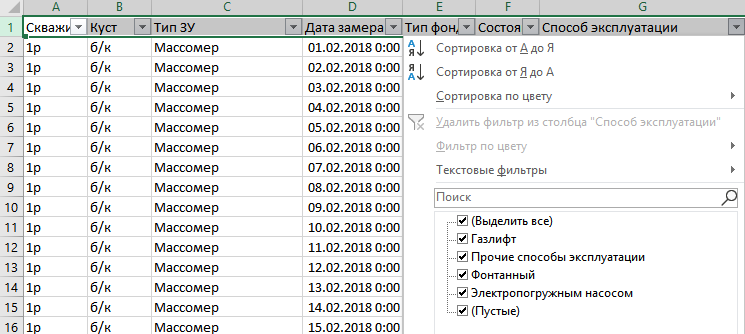 A B C D E F G
1 Скважи Куст Тип ЗУ Дата замера Тип фонд Состоя Способ эксплуатации
2 1р б/к Массомер 01.02.2018 0:00
3 1р б/к Массомер 02.02.2018 0:00
4 1р б/к Массомер 03.02.2018 0:00
5 1р б/к Массомер 04.02.2018 0:00
6 1р б/к Массомер 05.02.2018 0:00
7 1р б/к Массомер 06.02.2018 0:00
8 1р б/к Массомер 07.02.2018 0:00
9 1р б/к Массомер 08.02.2018 0:00
10 1р б/к Массомер 09.02.2018 0:00
11 1р б/к Массомер 10.02.2018 0:00
12 1р б/к Массомер 11.02.2018 0:00
13 1р б/к Массомер 12.02.2018 0:00
14 1р б/к Массомер 13.02.2018 0:00
15 1р б/к Массомер 14.02.2018 0:00
16 1р б/к Массомер 15.02.2018 0:00
Сортировка от А до Я
Сортировка от Я до А
Сортировка по цвету
Удалить фильтр из столбца "Способ эксплуатации"
Фильтр по цвету
Текстовые фильтры
Поиск
(Выделить все)
Газлифт
Прочие способы эксплуатации
Фонтанный
Электропогружным насосом
(Пустые)